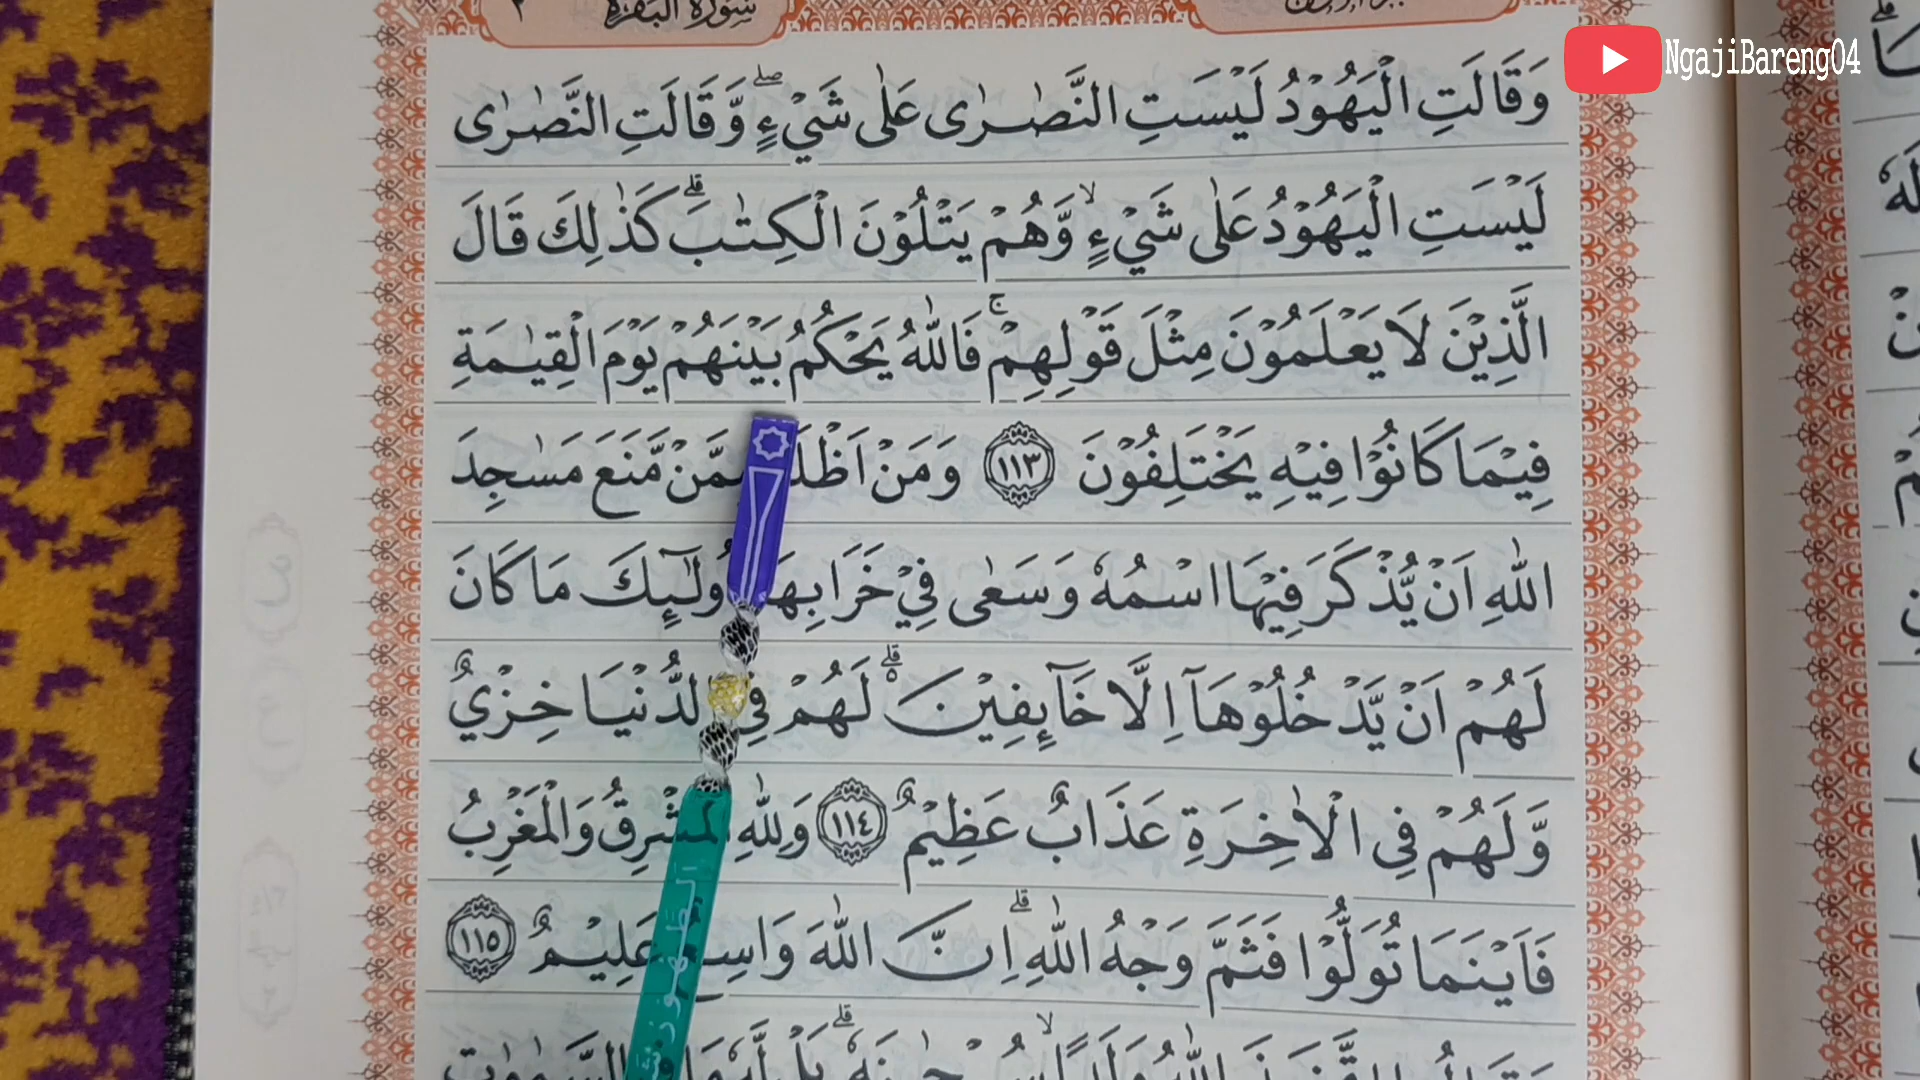 سورة البقرة ٢
NgajiBareng04
وَقَالَتِ الْيَهُوْدُ لَيْسَتِ النَّصٰرٰى عَلٰى شَيْءٍۖ وَّقَالَتِ النَّصٰرٰى
لَيْسَتِ الْيَهُوْدُ عَلٰى شَيْءٍۙ وَّهُمْ يَتْلُوْنَ الْكِتٰبَۗ كَذٰلِكَ قَالَ
الَّذِيْنَ لَا يَعْلَمُوْنَ مِثْلَ قَوْلِهِمْۚ فَاللّٰهُ يَحْكُمُ بَيْنَهُمْ يَوْمَ الْقِيٰمَةِ
فِيْمَا كَانُوْا فِيْهِ يَخْتَلِفُوْنَ ١١٣ وَمَنْ اَظْلَ مِمَّنْ مَّنَعَ مَسٰجِدَ
اللّٰهِ اَنْ يُّذْكَرَ فِيْهَا اسْمُهٗ وَسَعٰى فِيْ خَرَابِهَا اُولٰۤىِٕكَ مَا كَانَ
لَهُمْ اَنْ يَّدْخُلُوْهَآ اِلَّا خَاۤىِٕفِيْنَ ەۗ لَهُمْ فِى الدُّنْيَا خِزْيٌ
وَّلَهُمْ فِى الْاٰخِرَةِ عَذَابٌ عَظِيْمٌ ١١٤ وَلِلّٰهِ الْمَشْرِقُ وَالْمَغْرِبُ
فَاَيْنَمَا تُوَلُّوْا فَثَمَّ وَجْهُ اللّٰهِ ۗ اِنَّ اللّٰهَ وَاسِعٌ عَلِيْمٌ ١١٥